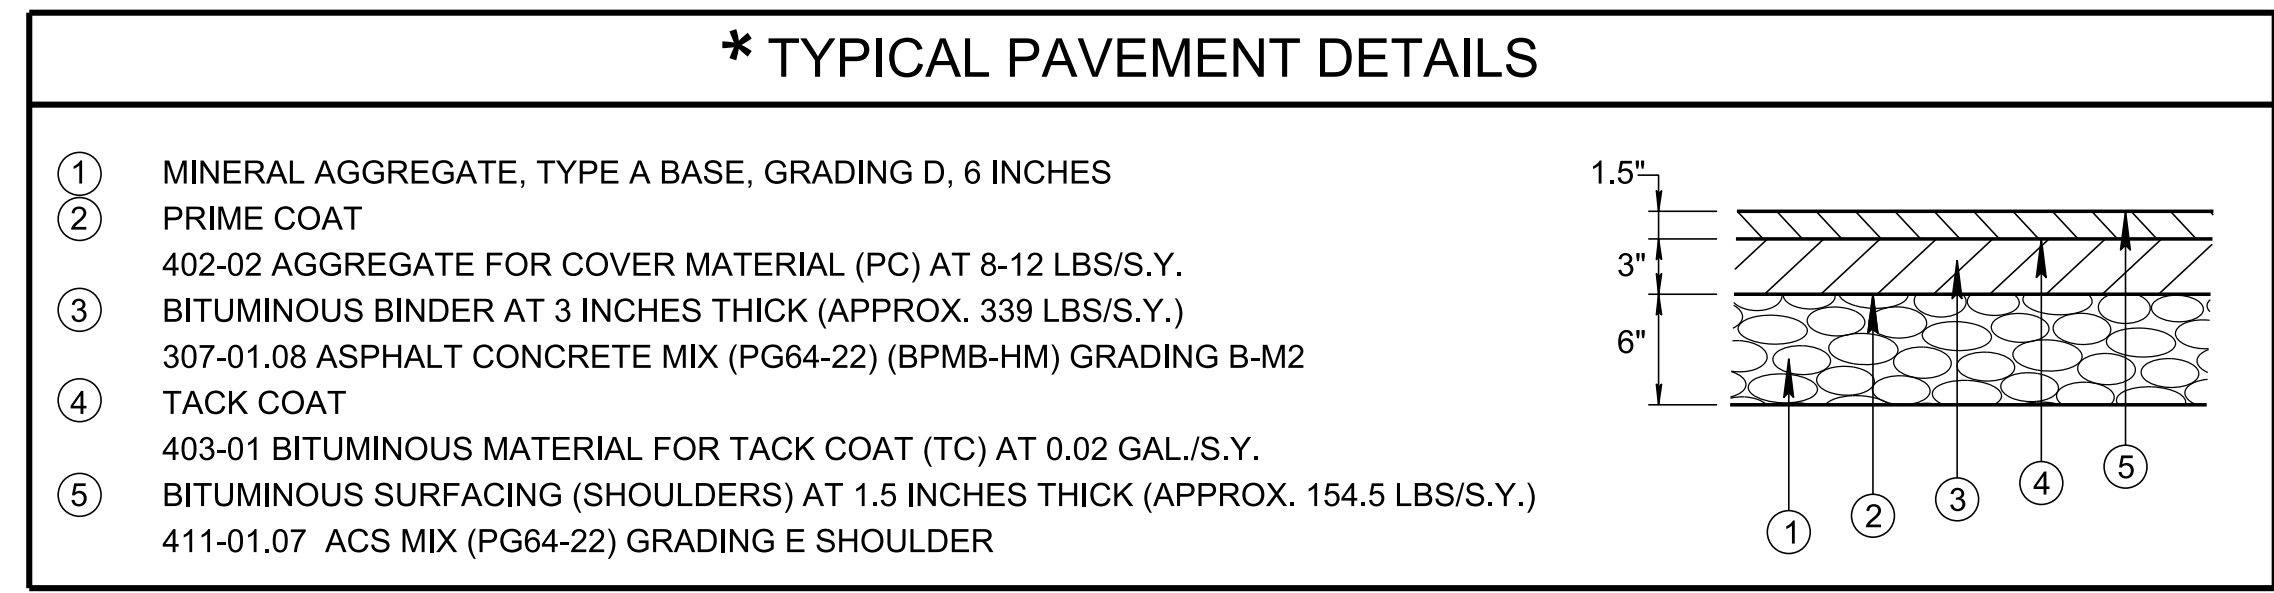 * TYPICAL PAVEMENT DETAILS
1 MINERAL AGGREGATE, TYPE A BASE, GRADING D, 6 INCHES
2 PRIME COAT
402-02 AGGREGATE FOR COVER MATERIAL (PC) AT 8-12 LBS/S.Y.
3 BITUMINOUS BINDER AT 3 INCHES THICK (APPROX. 339 LBS/S.Y.)
307-01.08 ASPHALT CONCRETE MIX (PG64-22) (BPMB-HM) GRADING B-M2
4 TACK COAT
403-01 BITUMINOUS MATERIAL FOR TACK COAT (TC) AT 0.02 GAL./S.Y.
5 BITUMINOUS SURFACING (SHOULDERS) AT 1.5 INCHES THICK (APPROX. 154.5 LBS/S.Y.)
411-01.07 ACS MIX (PG64-22) GRADING E SHOULDER
1.5"
3"
6"
1 2 3 4 5